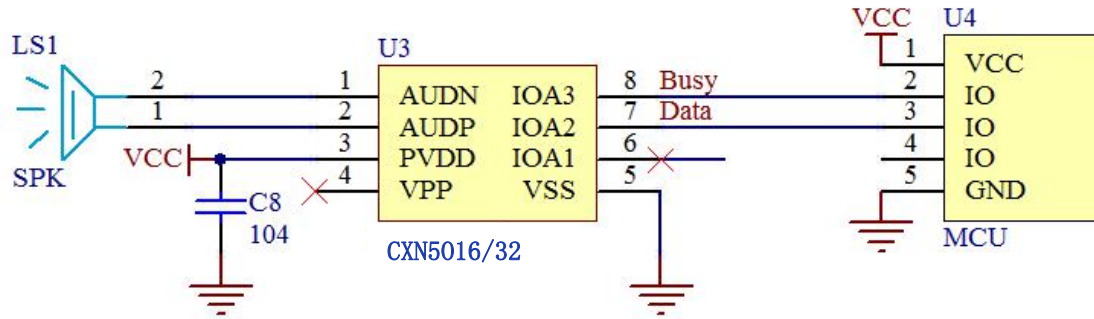 LS1
2
1
SPK
VCC
C8
104
U3
1 AUDN IOA3 8
2 AUDP IOA2 7
3 PVDD IOA1 6
4 VPP VSS 5
CXN5016/32
Busy
Data
VCC
U4
1 VCC
2 IO
3 IO
4 IO
5 GND
MCU